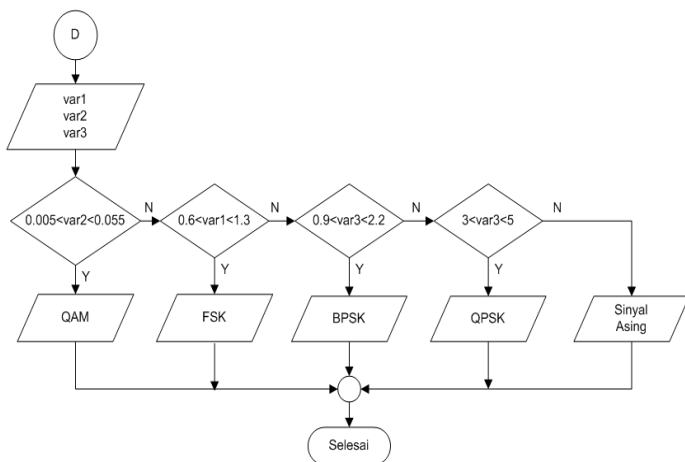 D
var1
var2
var3
0.005<var2<0.055
N
0.6<var1<1.3
N
0.9<var3<2.2
N
3<var3<5
N
Y
Y
Y
Y
QAM
FSK
BPSK
QPSK
Sinyal
Asing
Selesai